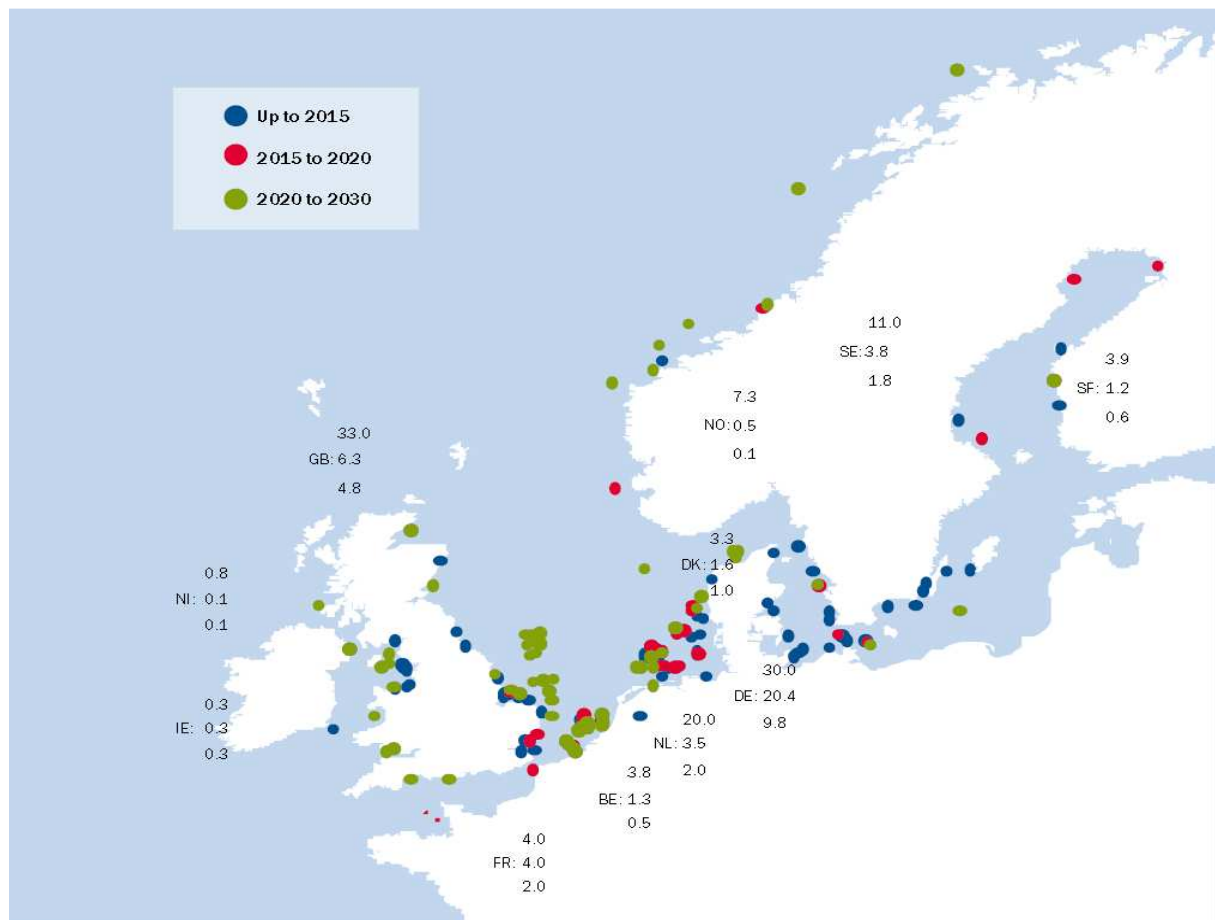 Up to 2015
2015 to 2020
2020 to 2030
11.0
SE: 3.8
1.8
3.9
SF: 1.2
0.6
7.3
NO: 0.5
0.1
33.0
GB: 6.3
4.8
3.3
DK: 1.6
1.0
0.8
NI: 0.1
0.1
30.0
DE: 20.4
9.8
0.3
IE: 0.3
0.3
20.0
NL: 3.5
2.0
3.8
BE: 1.3
0.5
4.0
FR: 4.0
2.0